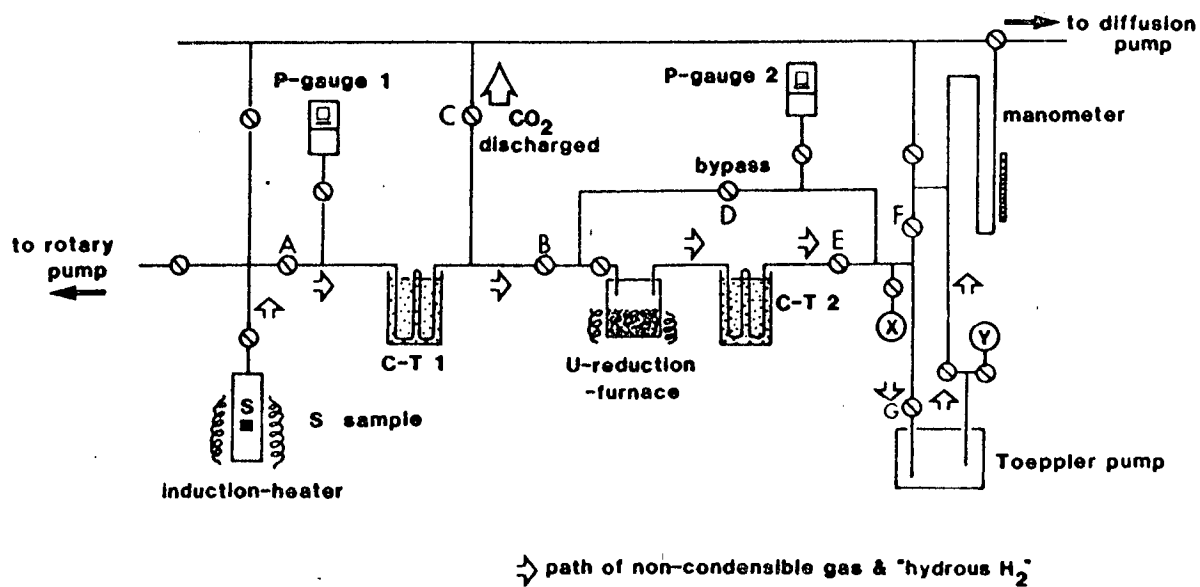 to diffusion
pump
P-gauge 1
P-gauge 2
manometer
C
CO2
discharged
bypass
D
F
to rotary
pump
A
B
E
C-T 1
C-T 2
X
Y
U-reduction
-furnace
G
S
S sample
Toeppler pump
induction-heater
path of non-condensible gas & "hydrous H2"